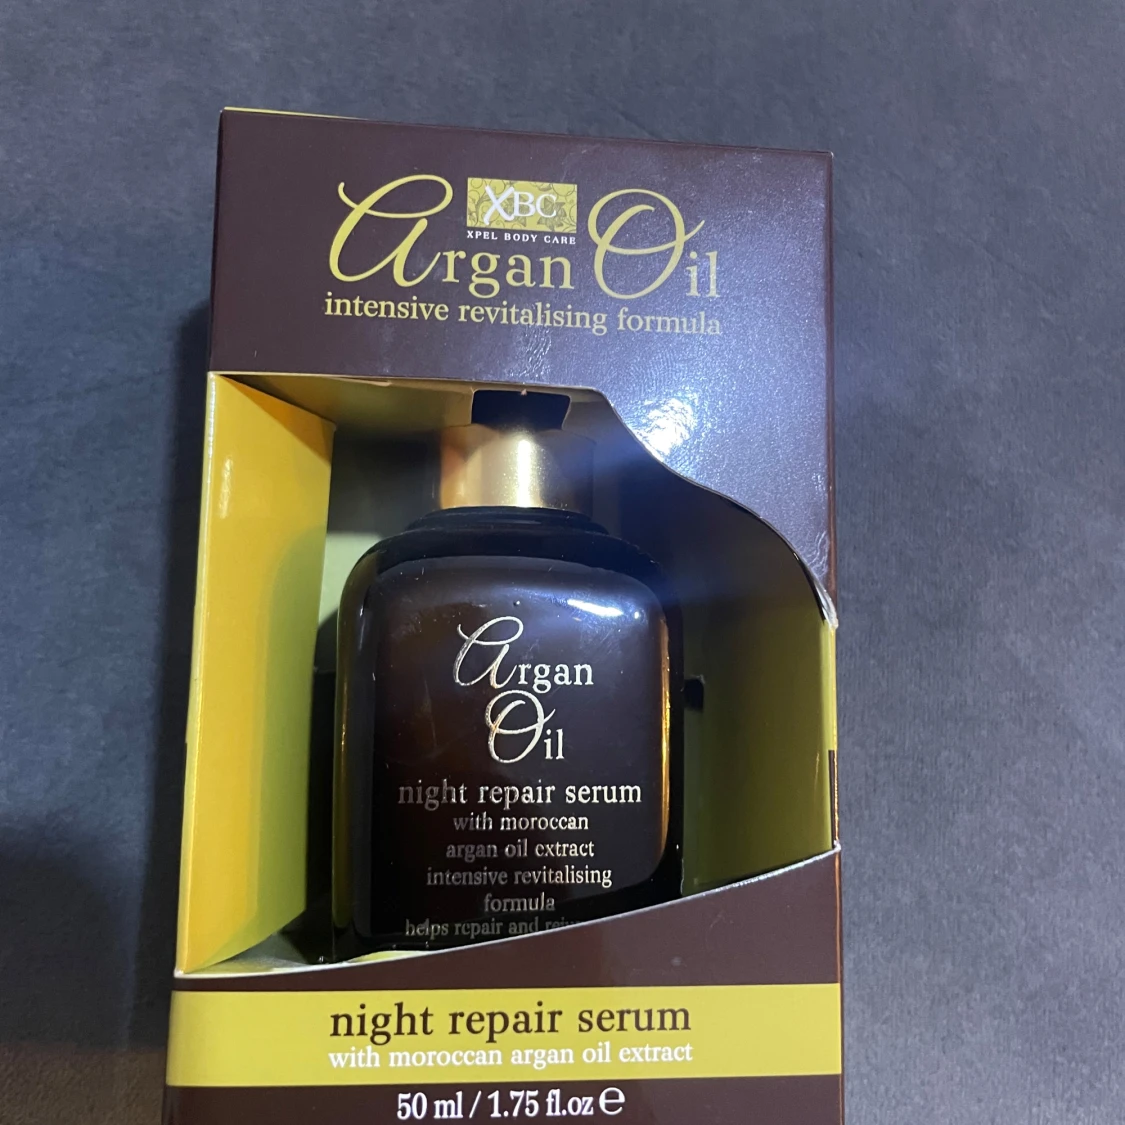 XBC
XPEL BODY CARE
Argan Oil
intensive revitalising formula
Argan
Oil
night repair serum
with moroccan
argan oil extract
intensive revitalising
formula
helps repair and
night repair serum
with moroccan argan oil extract
50 ml / 1.75 fl.oz ℮